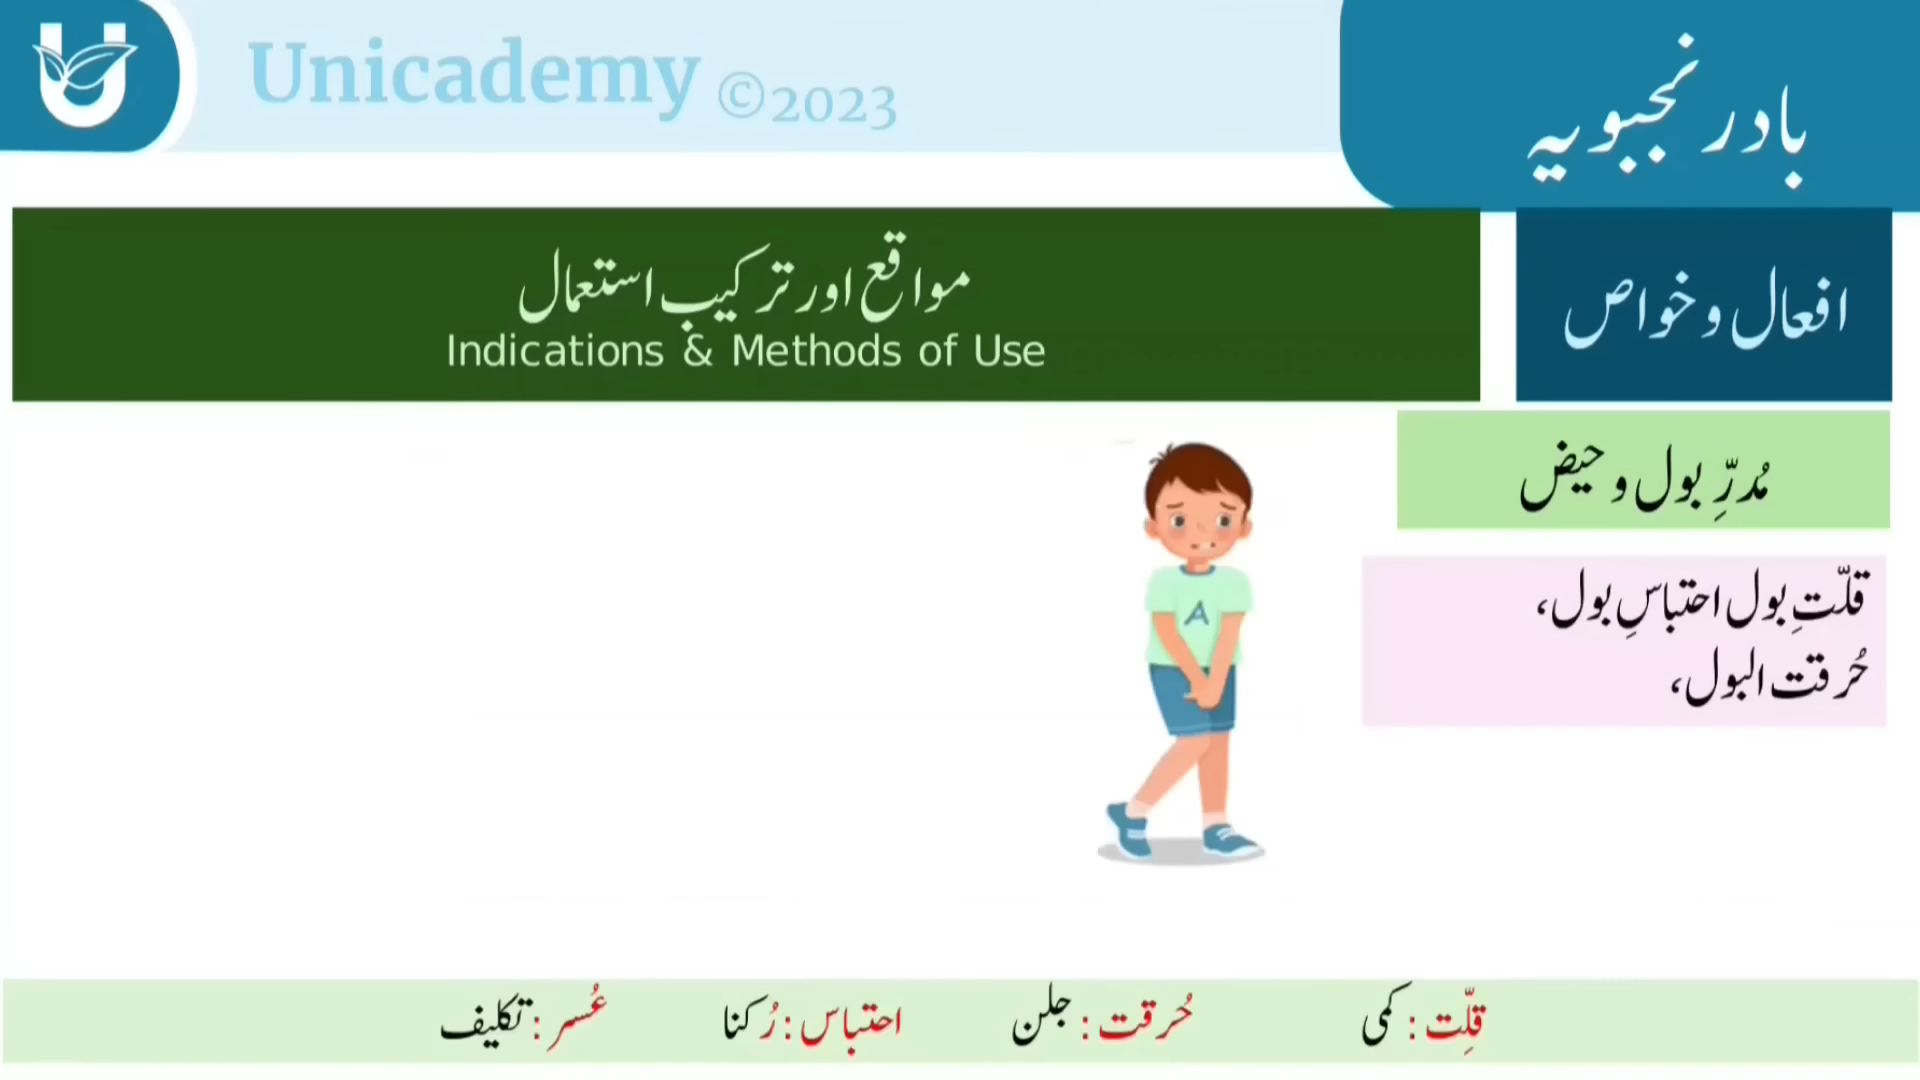 Unicademy ©2023
بادرنجبویہ
افعال و خواص
مواقع اور ترکیب استعمال
Indications & Methods of Use
مُدرِّ بول و حیض
قلّتِ بول احتباسِ بول،
حُرقت البول،
A
قلِّت : کمی
حُرقت : جلن
احتباس : رُکنا
عُسر : تکلیف